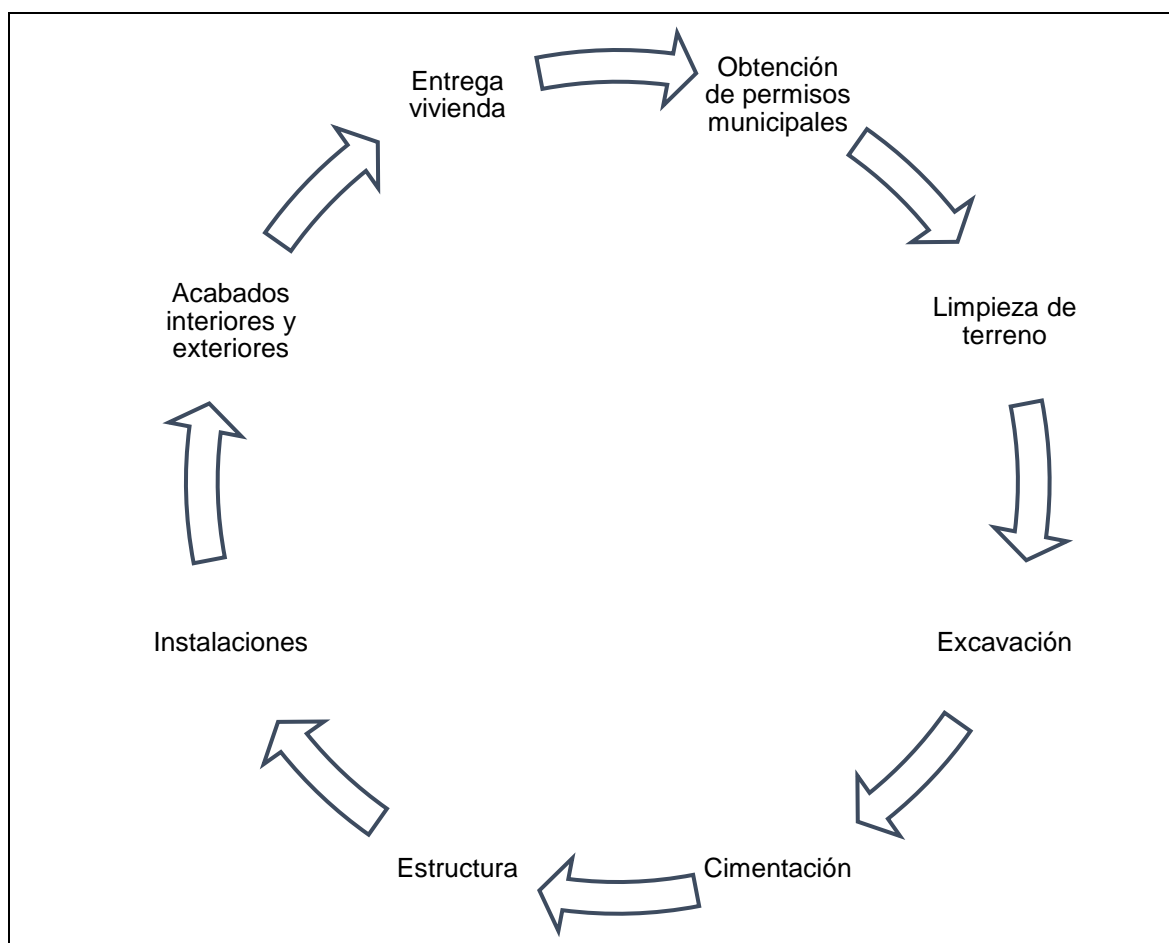 Entrega
vivienda
Obtención
de permisos
municipales
Limpieza de
terreno
Excavación
Cimentación
Estructura
Instalaciones
Acabados
interiores y
exteriores